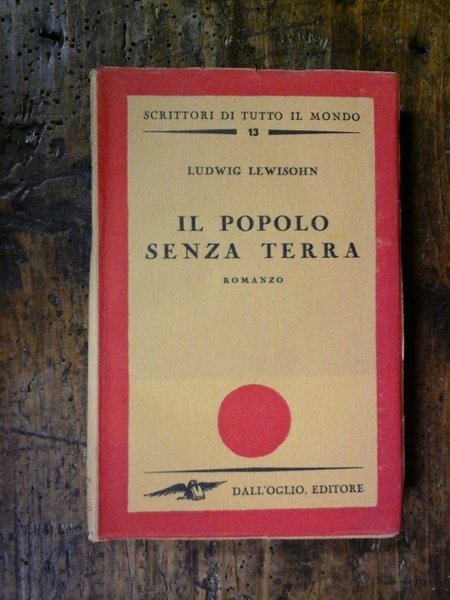 SCRITTORI DI TUTTO IL MONDO
13
LUDWIG LEWISOHN
IL POPOLO
SENZA TERRA
ROMANZO
DALL'OGLIO, EDITORE